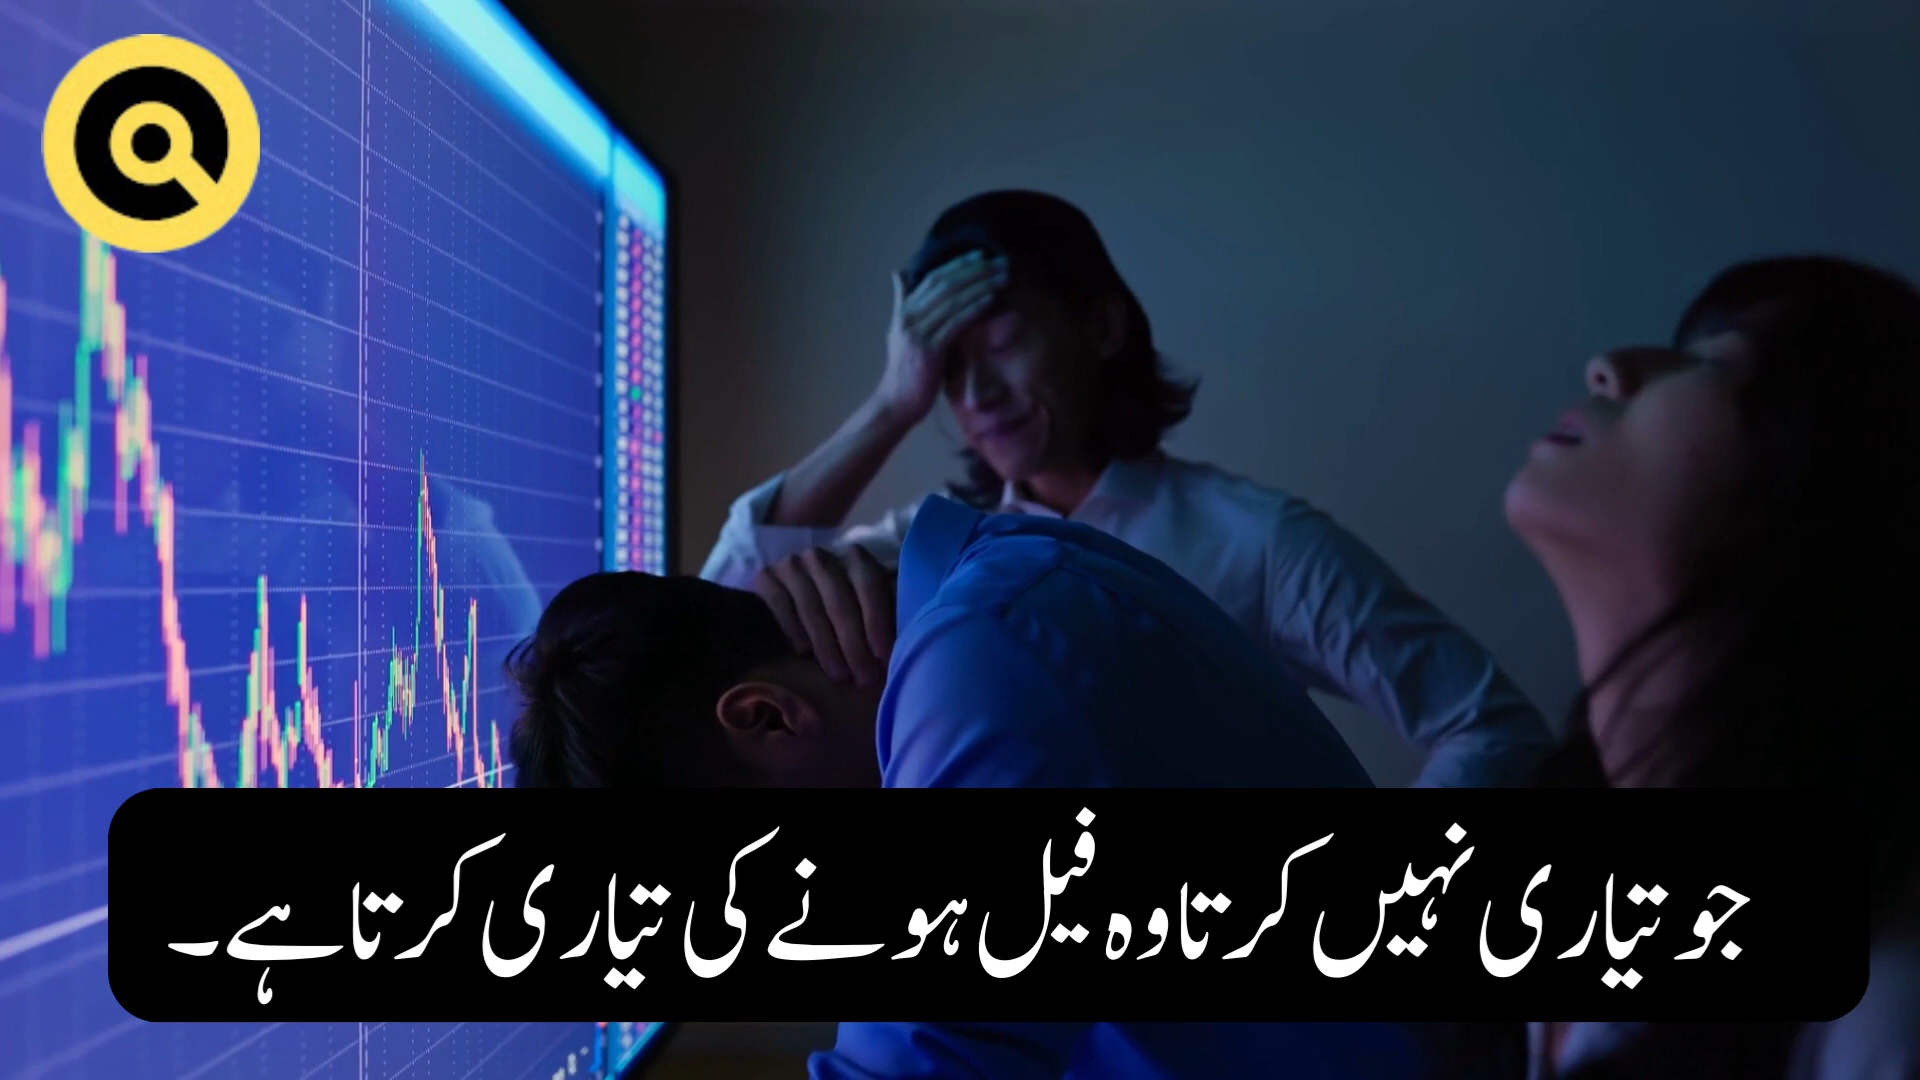 جو تیاری نہیں کرتا وہ فیل ہونے کی تیاری کرتا ہے۔